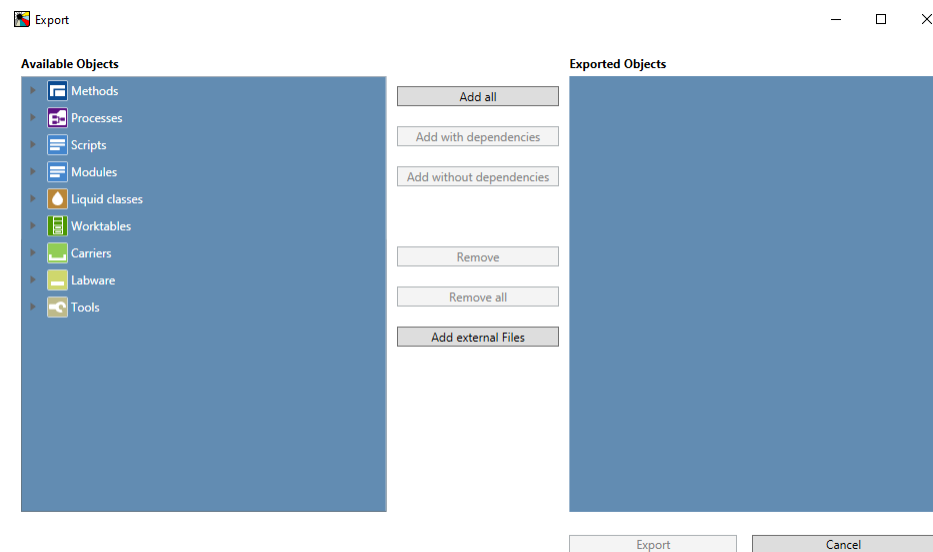 Export
Available Objects
Methods
Processes
Scripts
Modules
Liquid classes
Worktables
Carriers
Labware
Tools
Add all
Add with dependencies
Add without dependencies
Remove
Remove all
Add external Files
Exported Objects
Export
Cancel